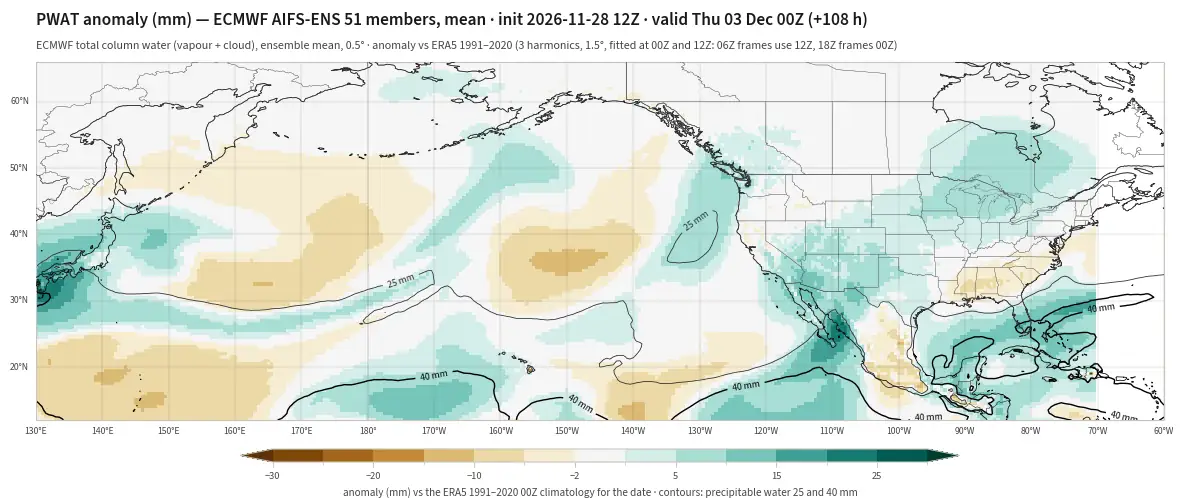 PWAT anomaly (mm) — ECMWF AIFS-ENS 51 members, mean · init 2026-11-28 12Z · valid Thu 03 Dec 00Z (+108 h)
ECMWF total column water (vapour + cloud), ensemble mean, 0.5° · anomaly vs ERA5 1991–2020 (3 harmonics, 1.5°, fitted at 00Z and 12Z: 06Z frames use 12Z, 18Z frames 00Z)
60°N
50°N
40°N
30°N
20°N
25 mm
25 mm
40 mm
40 mm
40 mm
40 mm
40 mm
40 mm
130°E 140°E 150°E 160°E 170°E 180° 170°W 160°W 150°W 140°W 130°W 120°W 110°W 100°W 90°W 80°W 70°W 60°W
−30 −20 −10 −2 5 15 25
anomaly (mm) vs the ERA5 1991–2020 00Z climatology for the date · contours: precipitable water 25 and 40 mm